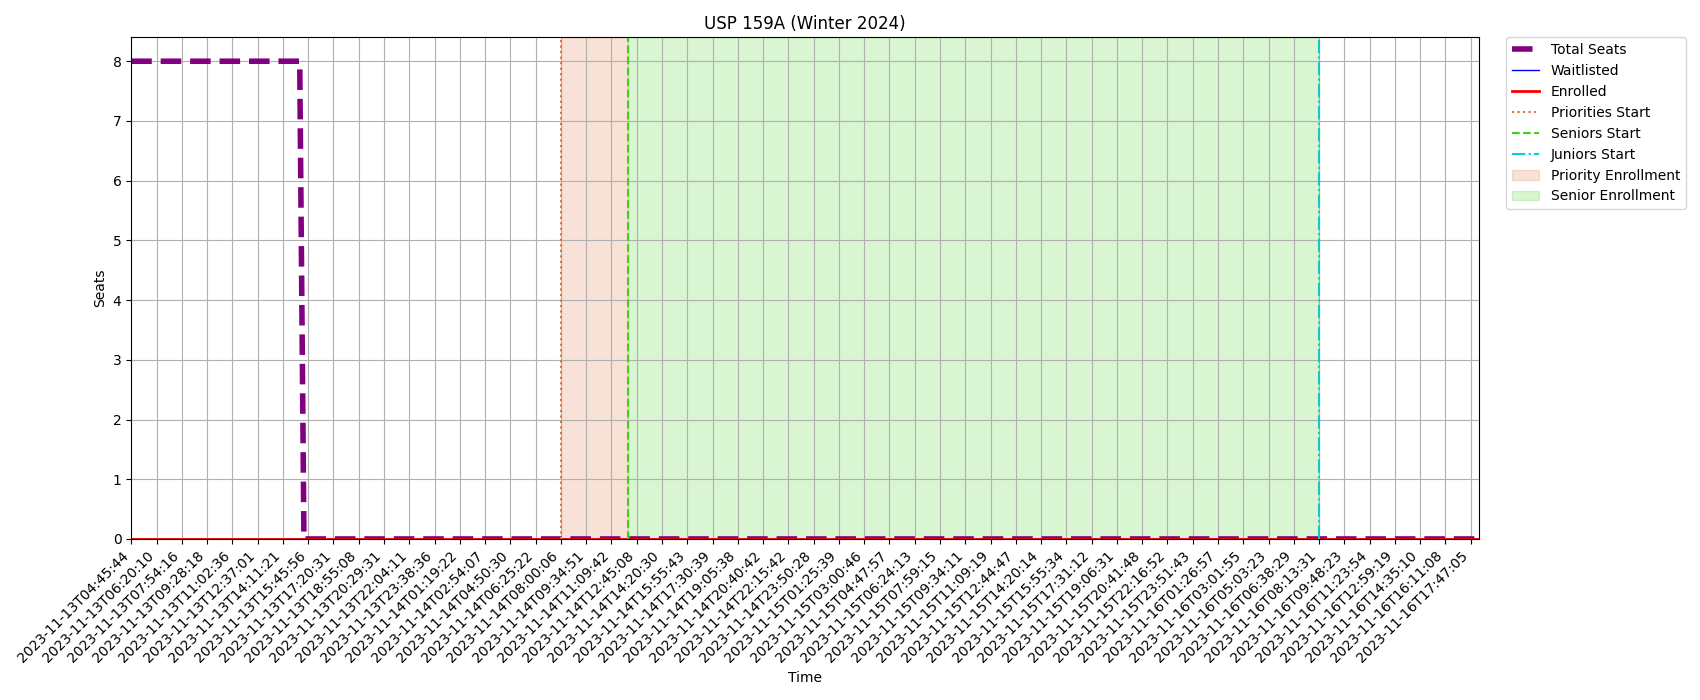 USP 159A (Winter 2024)
Seats
8
7
6
5
4
3
2
1
0
Total Seats
Waitlisted
Enrolled
Priorities Start
Seniors Start
Juniors Start
Priority Enrollment
Senior Enrollment
2023-11-13T04:45:44
2023-11-13T06:20:10
2023-11-13T07:54:16
2023-11-13T09:28:18
2023-11-13T11:02:36
2023-11-13T12:37:01
2023-11-13T14:11:21
2023-11-13T15:45:56
2023-11-13T17:20:31
2023-11-13T18:55:08
2023-11-13T20:29:31
2023-11-13T22:04:11
2023-11-13T23:38:36
2023-11-14T01:19:22
2023-11-14T02:54:07
2023-11-14T04:50:30
2023-11-14T06:25:22
2023-11-14T08:00:06
2023-11-14T09:34:51
2023-11-14T11:09:42
2023-11-14T12:45:08
2023-11-14T14:20:30
2023-11-14T15:55:43
2023-11-14T17:30:39
2023-11-14T19:05:38
2023-11-14T20:40:42
2023-11-14T22:15:42
2023-11-14T23:50:28
2023-11-15T01:25:39
2023-11-15T03:00:46
2023-11-15T04:47:57
2023-11-15T06:24:13
2023-11-15T07:59:15
2023-11-15T09:34:11
2023-11-15T11:09:19
2023-11-15T12:44:47
2023-11-15T14:20:14
2023-11-15T15:55:34
2023-11-15T17:31:12
2023-11-15T19:06:31
2023-11-15T20:41:48
2023-11-15T22:16:52
2023-11-15T23:51:43
2023-11-16T01:26:57
2023-11-16T03:01:55
2023-11-16T05:03:23
2023-11-16T06:38:29
2023-11-16T08:13:31
2023-11-16T09:48:23
2023-11-16T11:23:54
2023-11-16T12:59:19
2023-11-16T14:35:10
2023-11-16T16:11:08
2023-11-16T17:47:05
Time